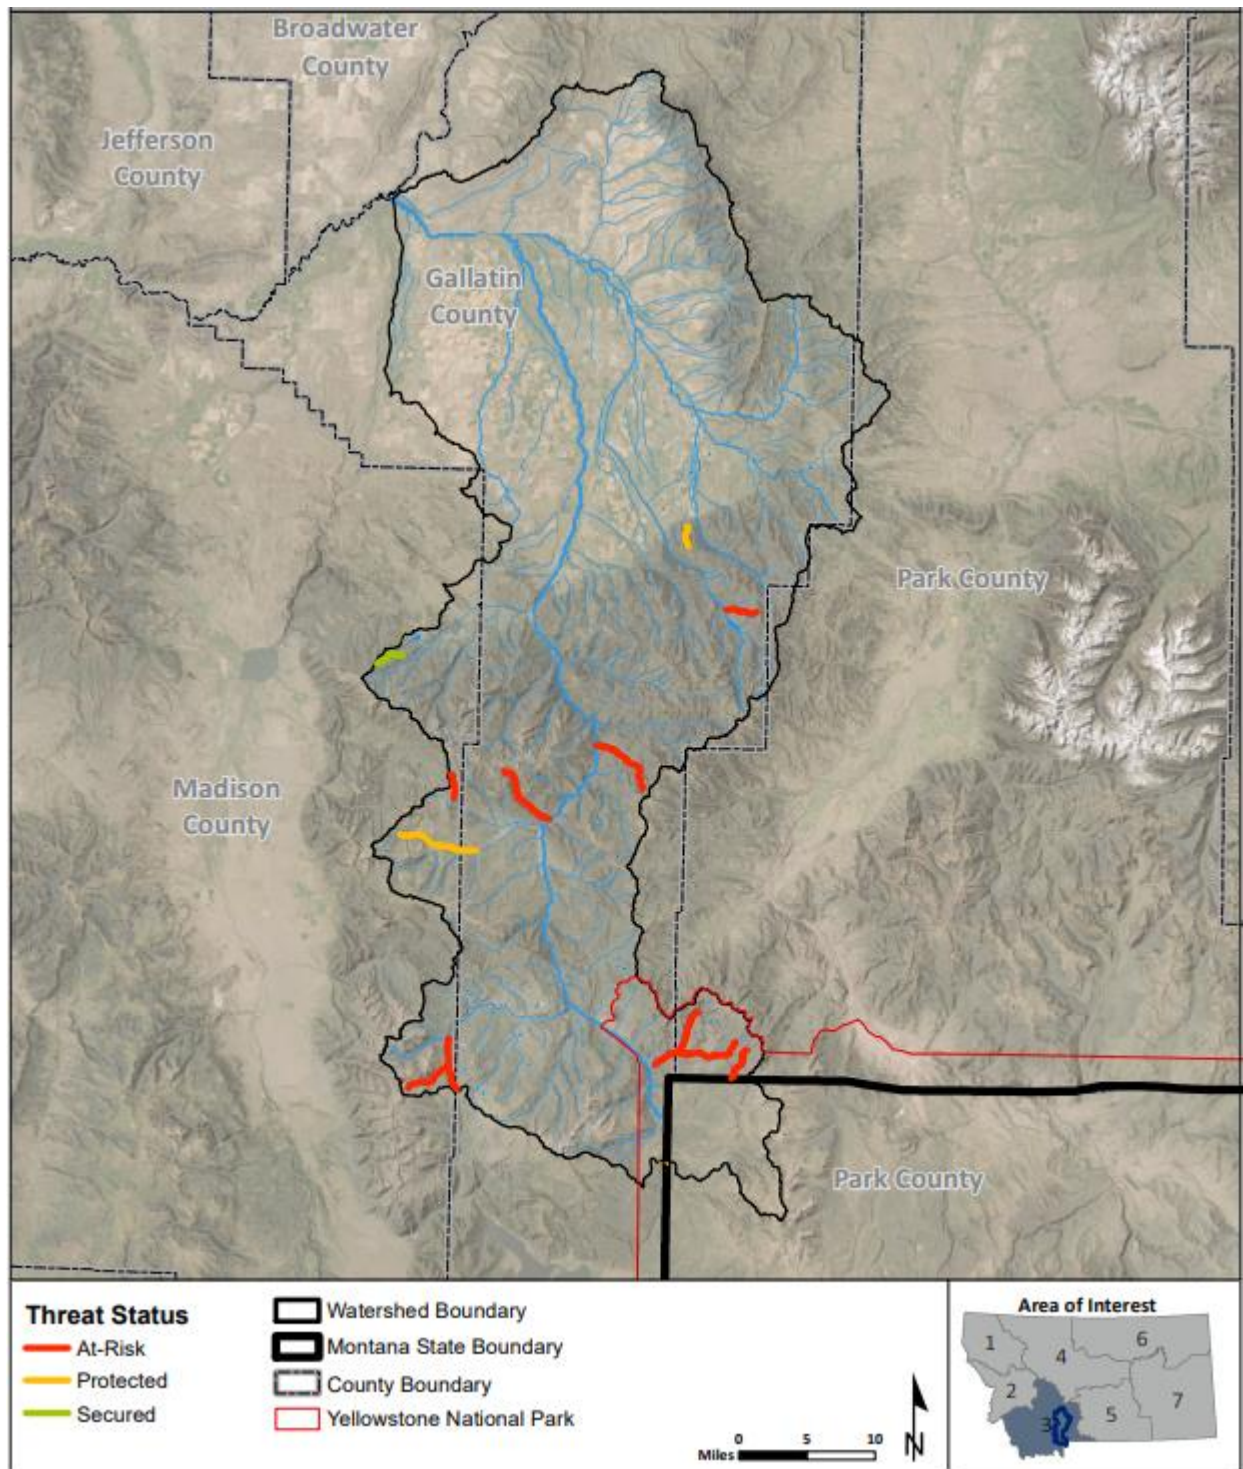 Broadwater
County
Jefferson
County
Gallatin
County
Park County
Madison
County
Park County
Threat Status
At-Risk
Protected
Secured
Watershed Boundary
Montana State Boundary
County Boundary
Yellowstone National Park
0 5 10
Miles
N
Area of Interest
1
2
3
4
5
6
7